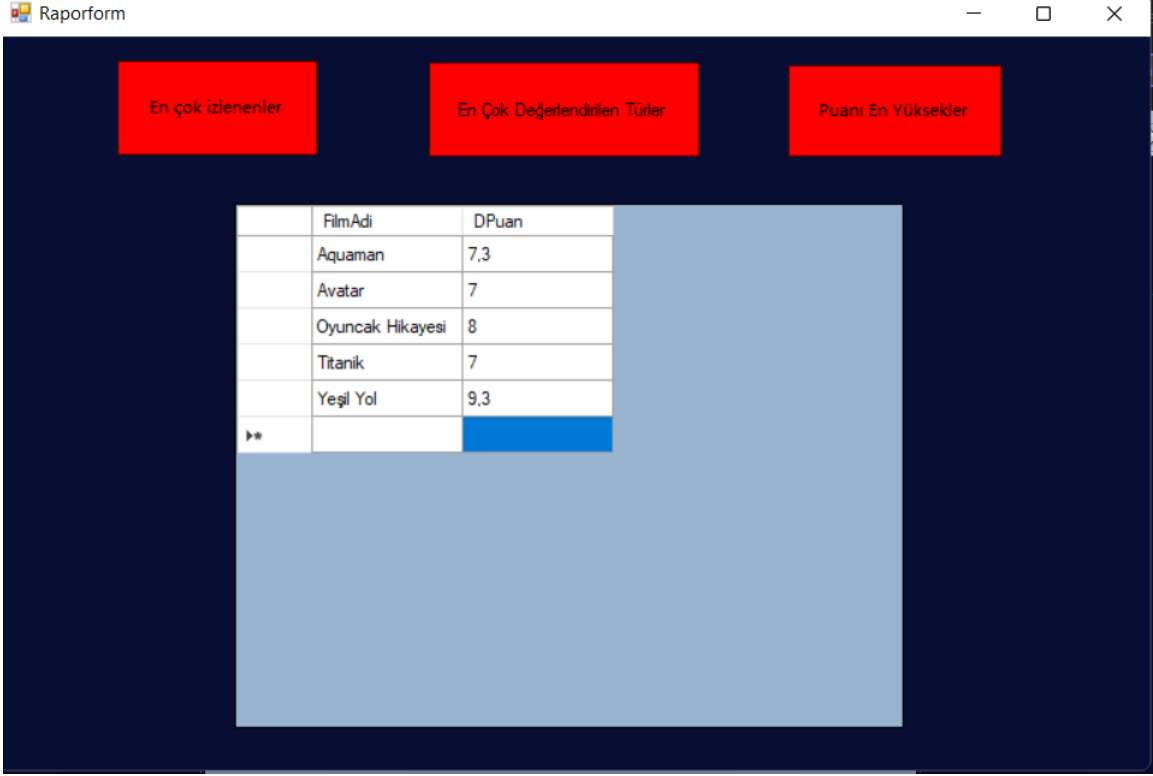 Raporform
En çok izlenenler
En Çok Değerlendirilen Türler
Puanı En Yüksekler
FilmAdi DPuan
Aquaman 7,3
Avatar 7
Oyuncak Hikayesi 8
Titanik 7
Yeşil Yol 9,3